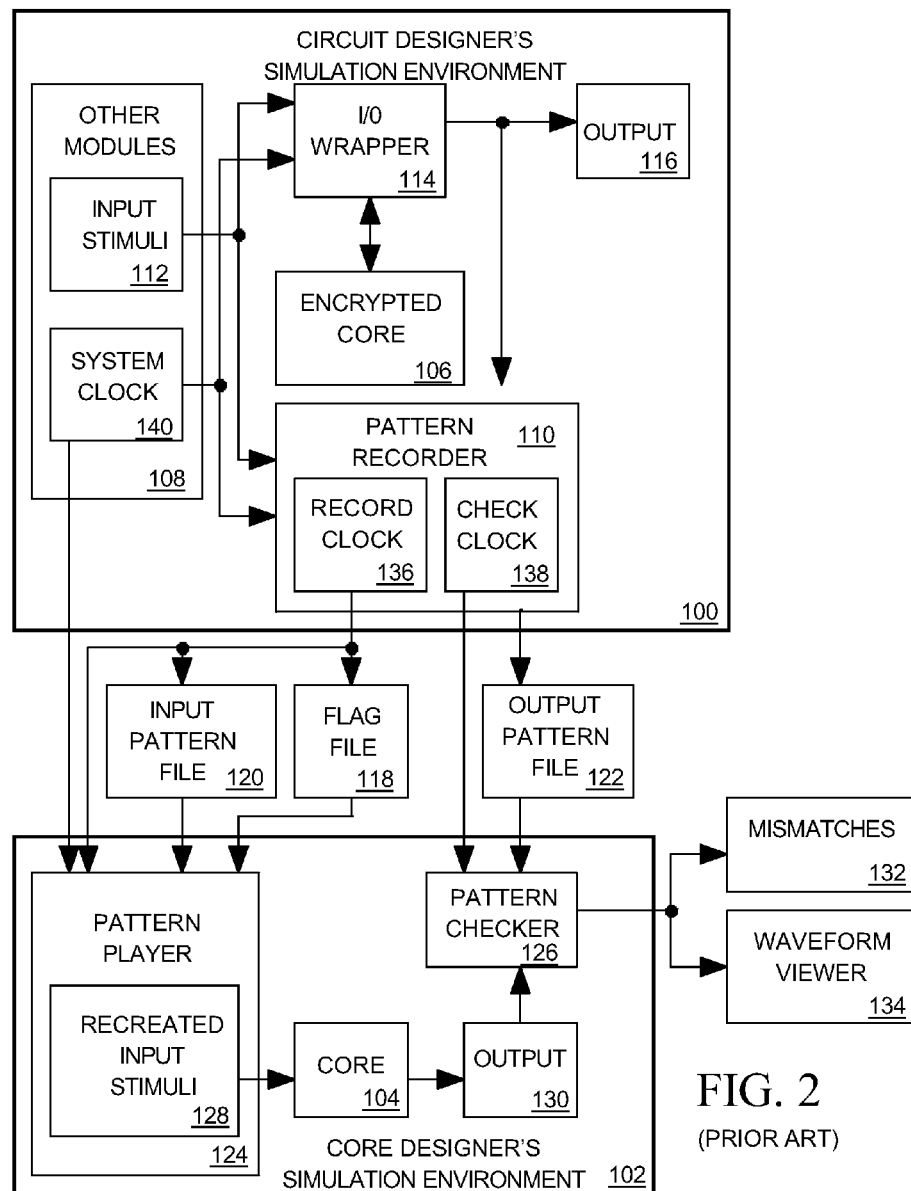 CIRCUIT DESIGNER'S
SIMULATION ENVIRONMENT
OTHER
MODULES
INPUT
STIMULI
112
SYSTEM
CLOCK
140
108
I/0
WRAPPER
114
OUTPUT
116
ENCRYPTED
CORE
106
PATTERN
RECORDER
110
RECORD
CLOCK
136
CHECK
CLOCK
138
100
INPUT
PATTERN
FILE
120
FLAG
FILE
118
OUTPUT
PATTERN
FILE
122
MISMATCHES
132
WAVEFORM
VIEWER
134
PATTERN
PLAYER
RECREATED
INPUT
STIMULI
128
124
CORE
104
OUTPUT
130
PATTERN
CHECKER
126
CORE DESIGNER'S
SIMULATION ENVIRONMENT
102
FIG. 2
(PRIOR ART)